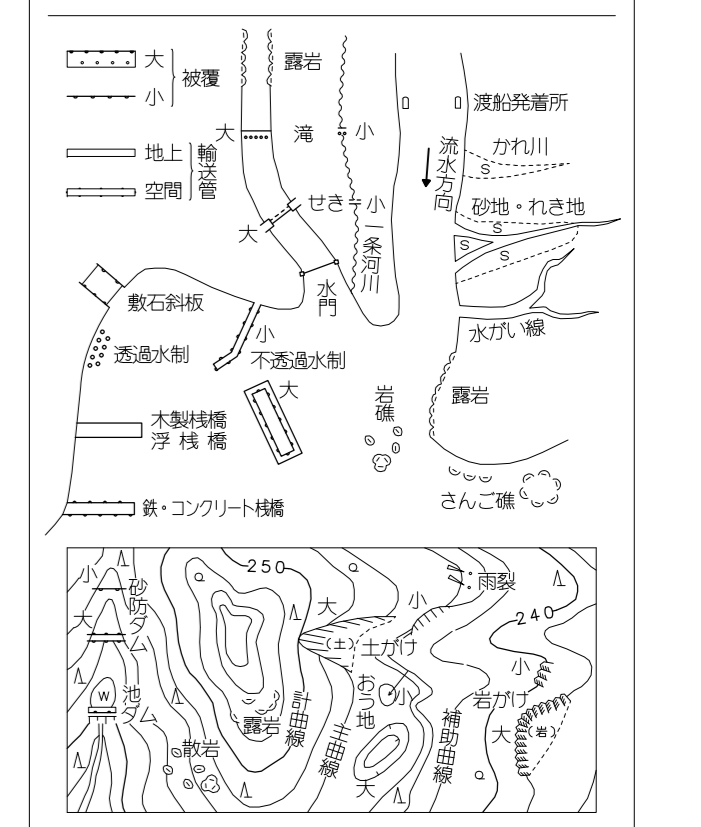 大
小
被覆
地上
空間
輸送管
露岩
大
滝
小
せき
小
大
一条河川
水門
渡船発着所
流水方向
かれ川
S
砂地・れき地
S
S
S
水がい線
露岩
さんご礁
岩礁
敷石斜板
透過水制
小
不透過水制
大
木製桟橋
浮桟橋
鉄・コンクリート桟橋
250
小
砂防ダム
大
W
池
ダム
散岩
露岩
計曲線
主曲線
大
(土)
土がけ
小
雨裂
おう地
小
大
補助曲線
240
小
岩がけ
大
(岩)